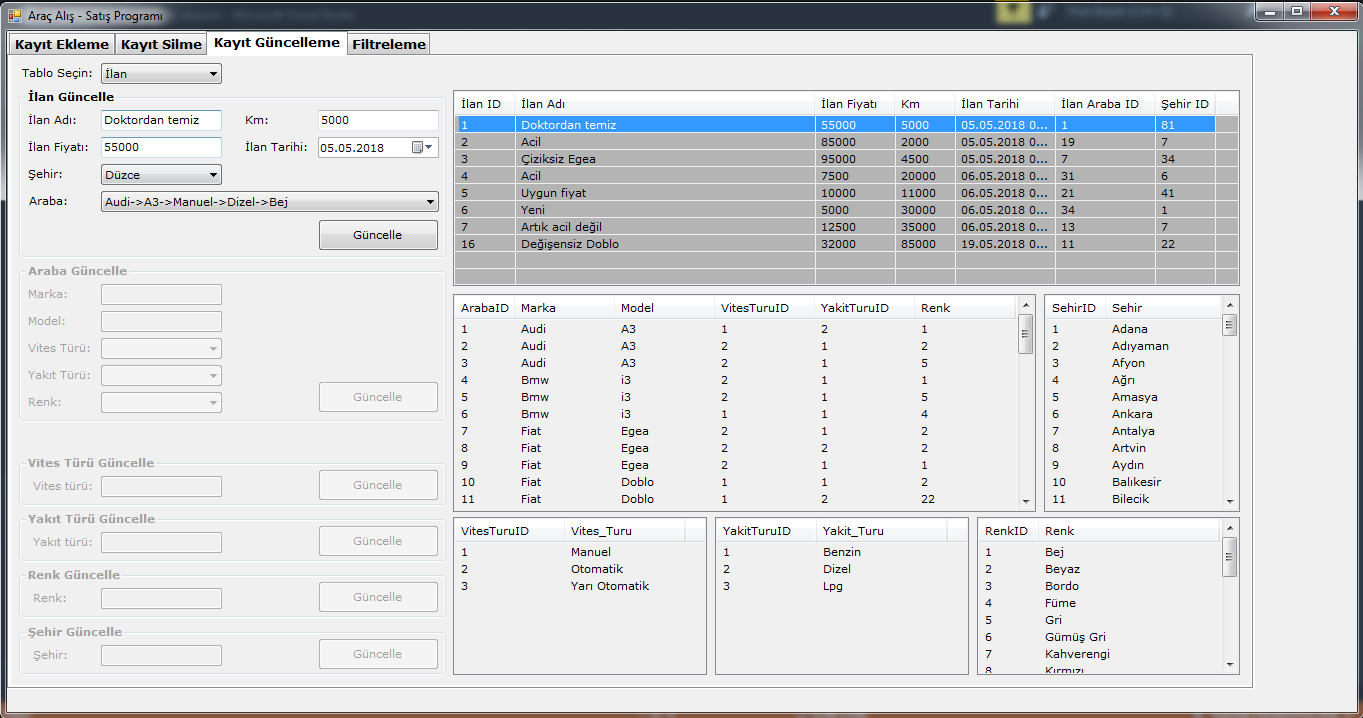 Araç Alış - Satış Programı
Kayıt Ekleme Kayıt Silme Kayıt Güncelleme Filtreleme
Tablo Seçin: İlan
İlan Güncelle
İlan Adı: Doktordan temiz Km: 5000
İlan Fiyatı: 55000 İlan Tarihi: 05.05.2018
Şehir: Düzce
Araba: Audi->A3->Manuel->Dizel->Bej
Güncelle
Araba Güncelle
Marka:
Model:
Vites Türü:
Yakıt Türü:
Renk: Güncelle
Vites Türü Güncelle
Vites türü: Güncelle
Yakıt Türü Güncelle
Yakıt türü: Güncelle
Renk Güncelle
Renk: Güncelle
Şehir Güncelle
Şehir: Güncelle
İlan ID İlan Adı İlan Fiyatı Km İlan Tarihi İlan Araba ID Şehir ID
1 Doktordan temiz 55000 5000 05.05.2018 0... 1 81
2 Acil 85000 2000 05.05.2018 0... 19 7
3 Çiziksiz Egea 95000 4500 05.05.2018 0... 7 34
4 Acil 7500 20000 06.05.2018 0... 31 6
5 Uygun fiyat 10000 11000 06.05.2018 0... 21 41
6 Yeni 5000 30000 06.05.2018 0... 34 1
7 Artık acil değil 12500 35000 06.05.2018 0... 13 7
16 Değişensiz Doblo 32000 85000 19.05.2018 0... 11 22
ArabaID Marka Model VitesTuruID YakitTuruID Renk
1 Audi A3 1 2 1
2 Audi A3 2 1 2
3 Audi A3 2 1 5
4 Bmw i3 2 1 1
5 Bmw i3 2 1 5
6 Bmw i3 1 1 4
7 Fiat Egea 2 1 2
8 Fiat Egea 2 2 2
9 Fiat Egea 2 1 1
10 Fiat Doblo 1 1 2
11 Fiat Doblo 1 2 22
SehirID Sehir
1 Adana
2 Adıyaman
3 Afyon
4 Ağrı
5 Amasya
6 Ankara
7 Antalya
8 Artvin
9 Aydın
10 Balıkesir
11 Bilecik
VitesTuruID Vites_Turu
1 Manuel
2 Otomatik
3 Yarı Otomatik
YakitTuruID Yakit_Turu
1 Benzin
2 Dizel
3 Lpg
RenkID Renk
1 Bej
2 Beyaz
3 Bordo
4 Füme
5 Gri
6 Gümüş Gri
7 Kahverengi
8 Kırmızı